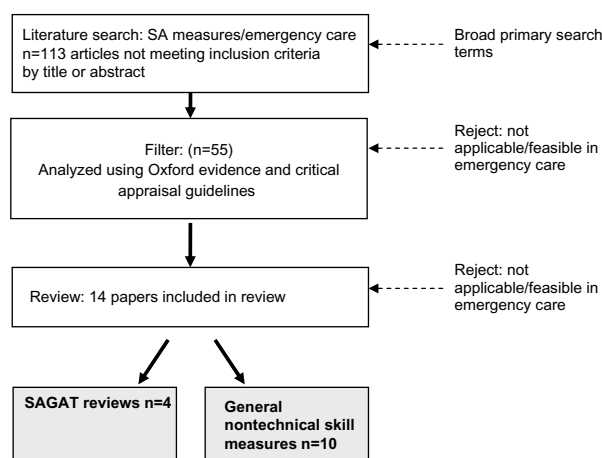 Literature search: SA measures/emergency care
n=113 articles not meeting inclusion criteria
by title or abstract
Broad primary search
terms
Filter: (n=55)
Analyzed using Oxford evidence and critical
appraisal guidelines
Reject: not
applicable/feasible in
emergency care
Review: 14 papers included in review
Reject: not
applicable/feasible in
emergency care
SAGAT reviews n=4
General
nontechnical skill
measures n=10